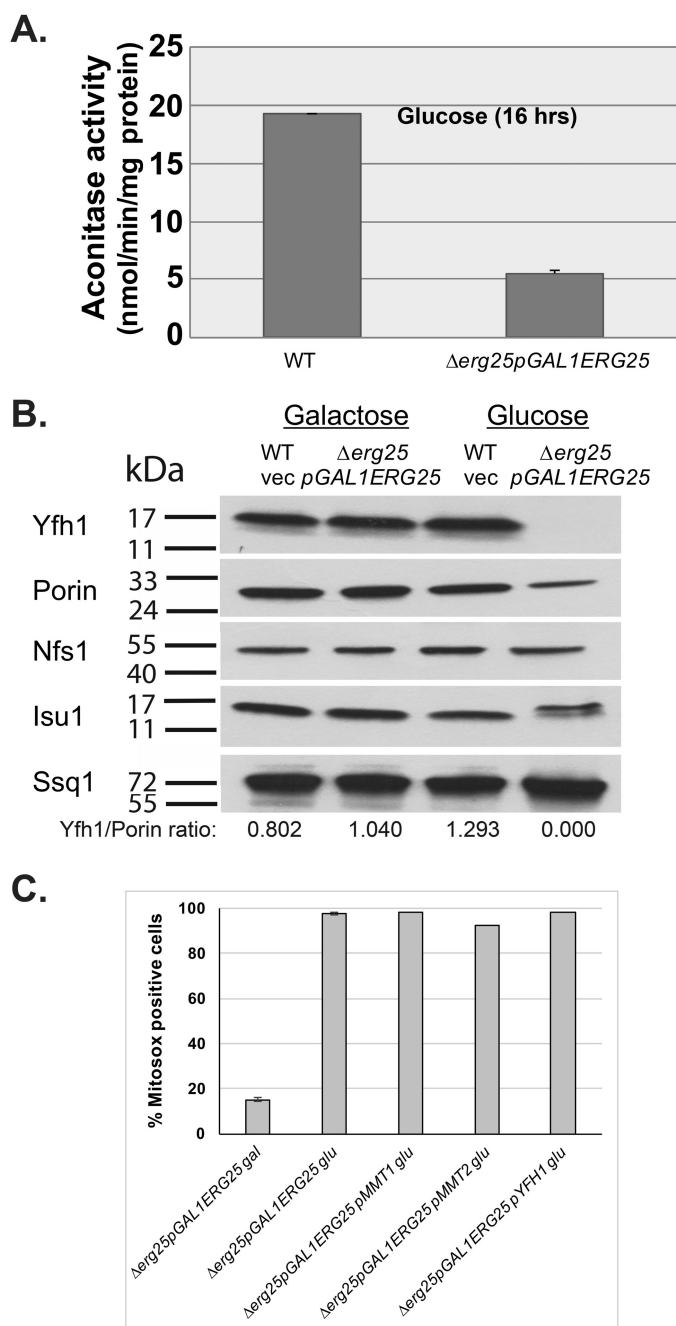 A.
Aconitase activity
(nmol/min/mg protein)
25
20
15
10
5
0
Glucose (16 hrs)
WT
Δerg25pGAL1ERG25
B.
Galactose
Glucose
kDa
WT
vec
Δerg25
pGAL1ERG25
WT
vec
Δerg25
pGAL1ERG25
Yfh1
17
11
Porin
33
24
Nfs1
55
40
Isu1
17
11
Ssq1
72
55
Yfh1/Porin ratio: 0.802 1.040 1.293 0.000
C.
% Mitosox positive cells
100
80
60
40
20
0
Δerg25pGAL1ERG25 gal
Δerg25pGAL1ERG25 glu
Δerg25pGAL1ERG25 pMMT1 glu
Δerg25pGAL1ERG25 pMMT2 glu
Δerg25pGAL1ERG25 pYFH1 glu